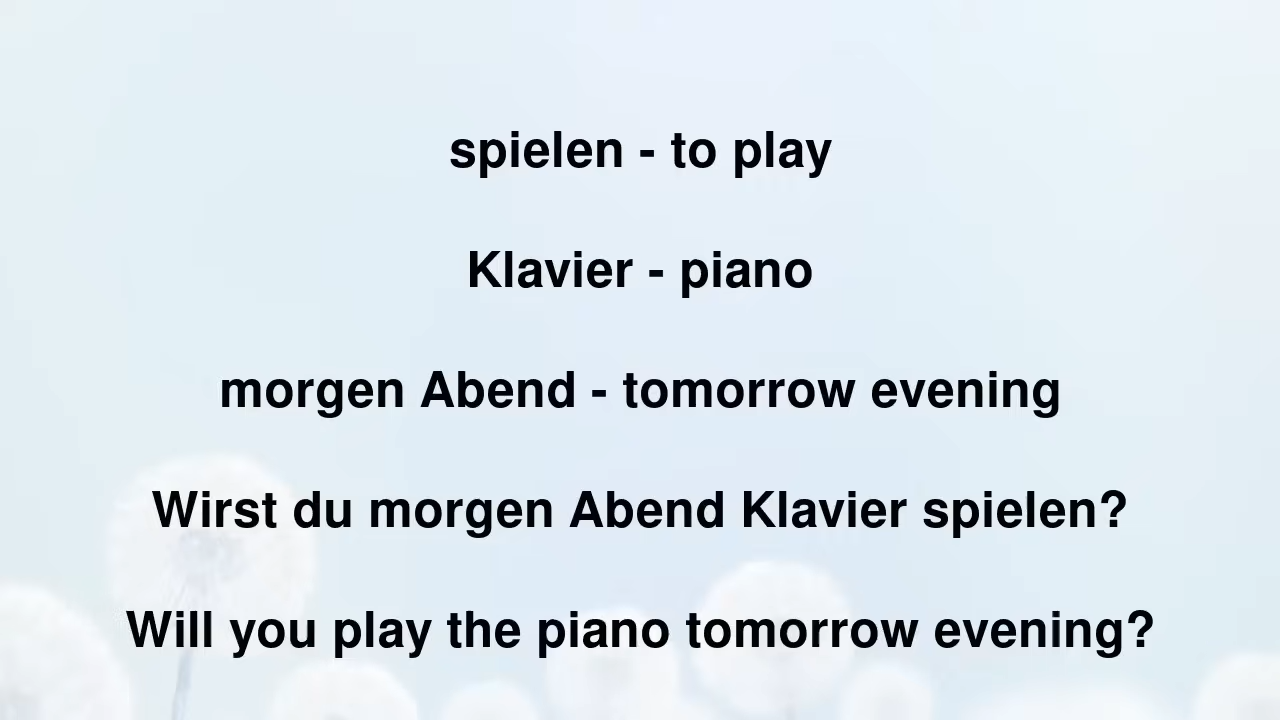 spielen - to play
Klavier - piano
morgen Abend - tomorrow evening
Wirst du morgen Abend Klavier spielen?
Will you play the piano tomorrow evening?